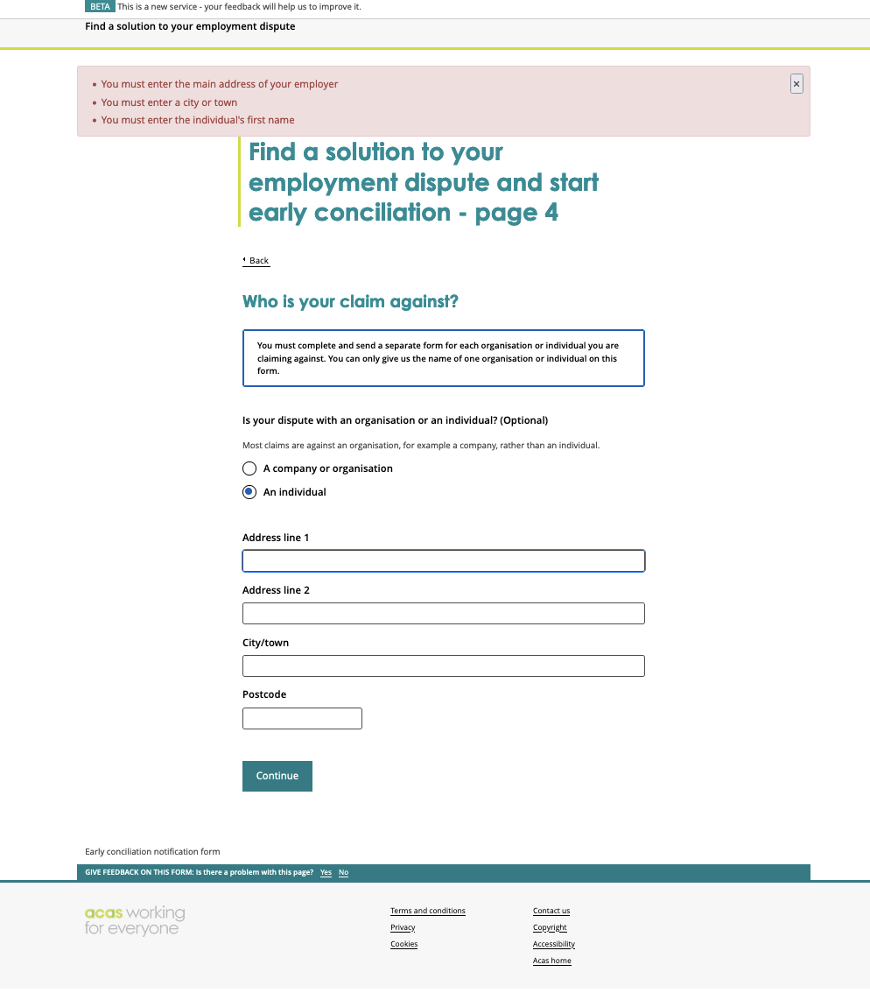 BETA This is a new service - your feedback will help us to improve it.
Find a solution to your employment dispute
You must enter the main address of your employer
×
You must enter a city or town
You must enter the individual's first name
Find a solution to your
employment dispute and start
early conciliation - page 4
Back
Who is your claim against?
You must complete and send a separate form for each organisation or individual you are
claiming against. You can only give us the name of one organisation or individual on this
form.
Is your dispute with an organisation or an individual? (Optional)
Most claims are against an organisation, for example a company, rather than an individual.
A company or organisation
An individual
Address line 1
Address line 2
City/town
Postcode
Continue
Early conciliation notification form
GIVE FEEDBACK ON THIS FORM: Is there a problem with this page? Yes No
acas working
for everyone
Terms and conditions
Privacy
Cookies
Contact us
Copyright
Accessibility
Acas home